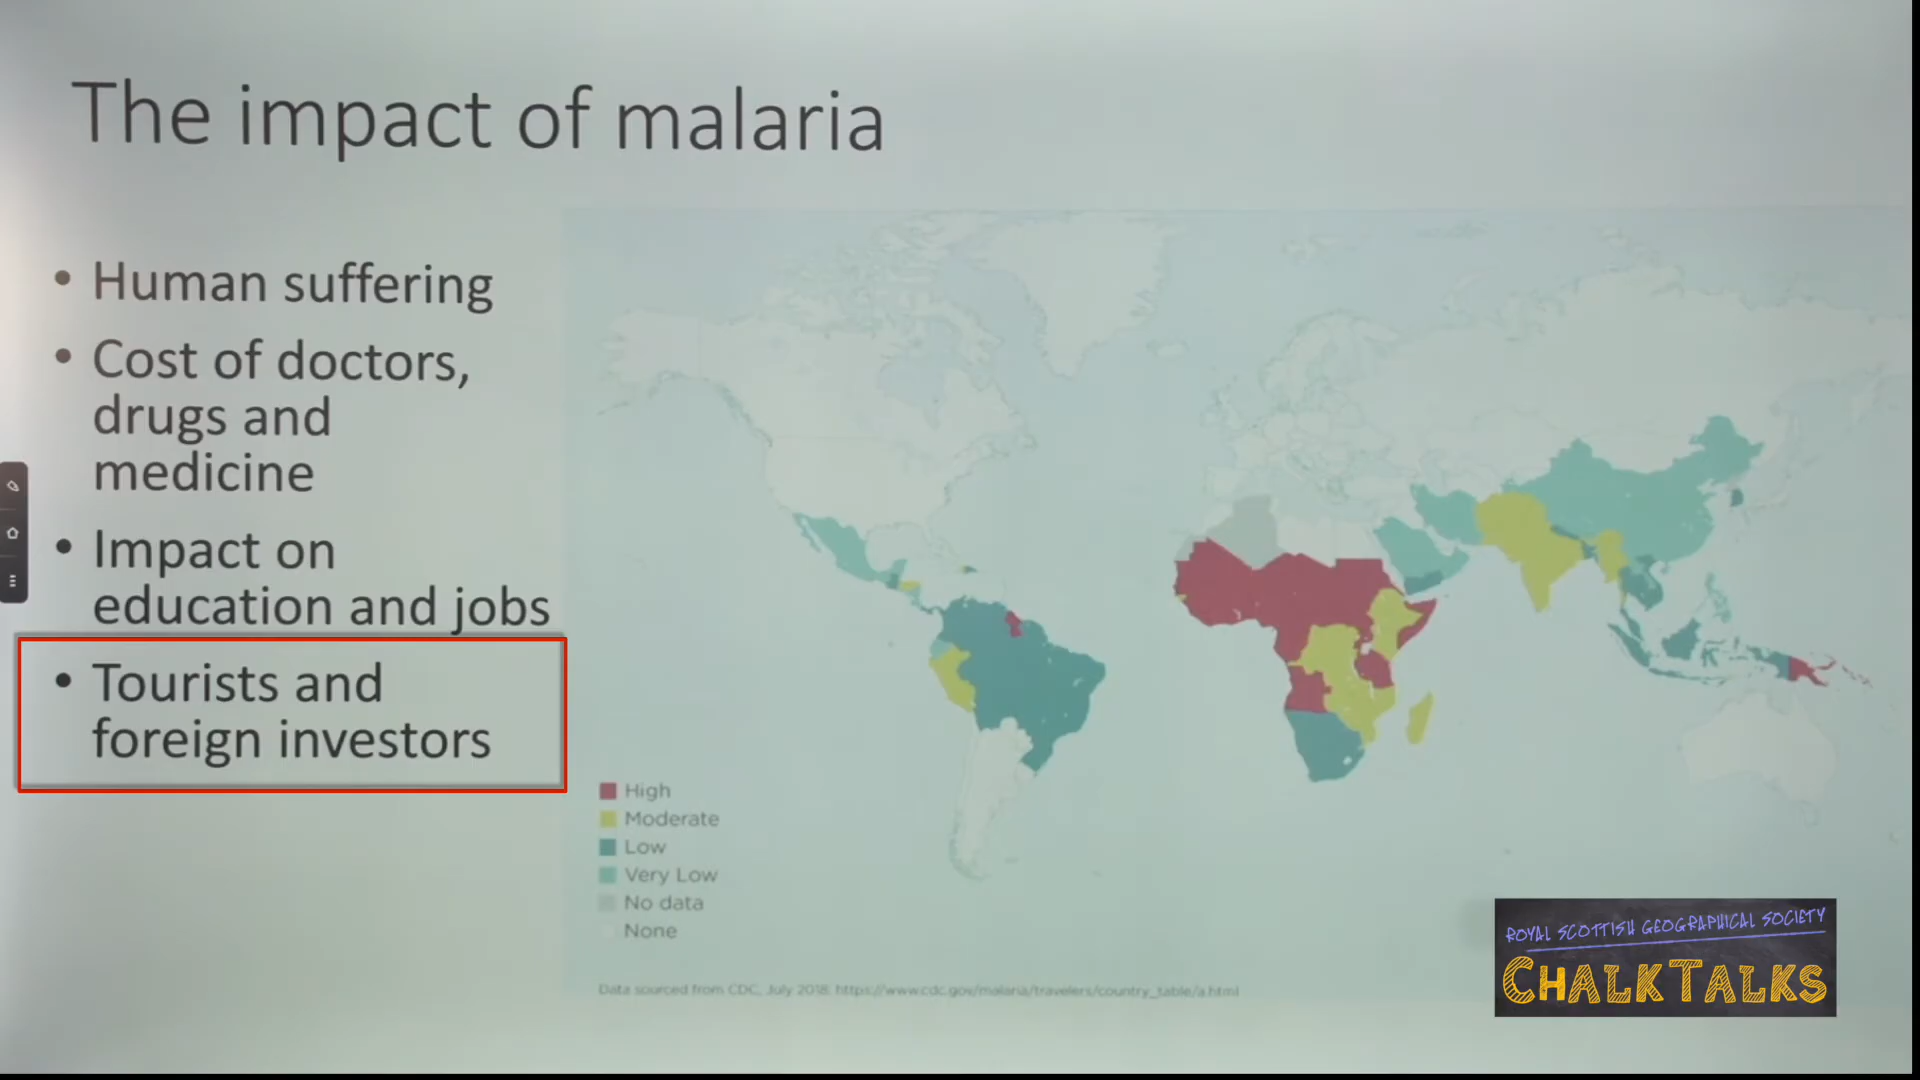 The impact of malaria
• Human suffering
• Cost of doctors,
drugs and
medicine
• Impact on
education and jobs
• Tourists and
foreign investors
High
Moderate
Low
Very Low
No data
None
Data sourced from CDC, July 2018: https://www.cdc.gov/malaria/travelers/country_table/a.html
ROYAL SCOTTISH GEOGRAPHICAL SOCIETY
CHALKTALKS